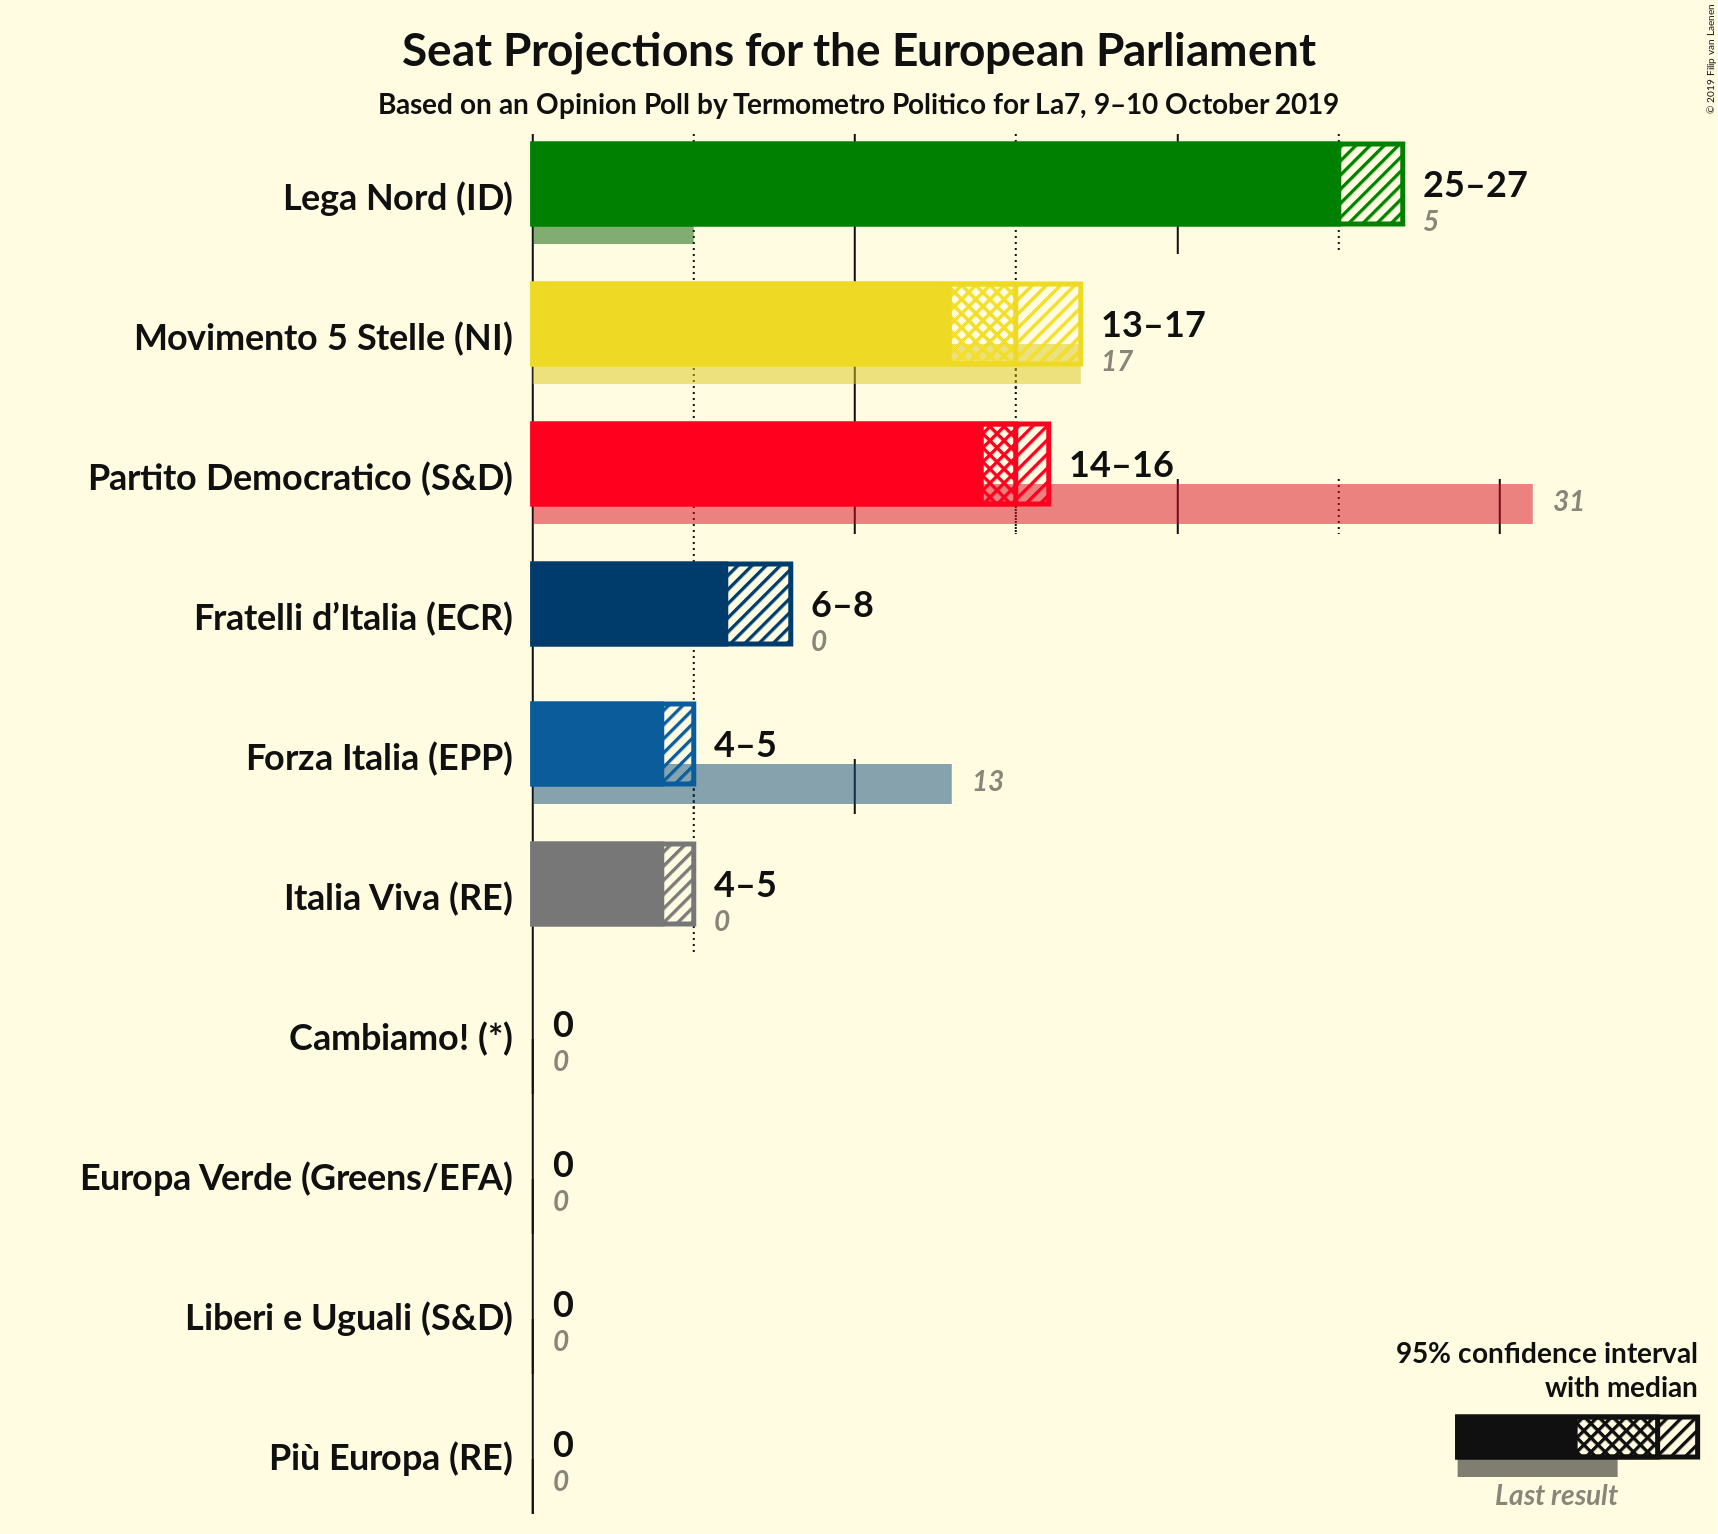 Seat Projections for the European Parliament
Based on an Opinion Poll by Termometro Politico for La7, 9–10 October 2019
© 2019 Filip van Laenen
Lega Nord (ID)
25–27
5
Movimento 5 Stelle (NI)
13–17
17
Partito Democratico (S&D)
14–16
31
Fratelli d’Italia (ECR)
6–8
0
Forza Italia (EPP)
4–5
13
Italia Viva (RE)
4–5
0
Cambiamo! (*)
0
0
Europa Verde (Greens/EFA)
0
0
Liberi e Uguali (S&D)
0
0
Più Europa (RE)
0
0
95% confidence interval
with median
Last result